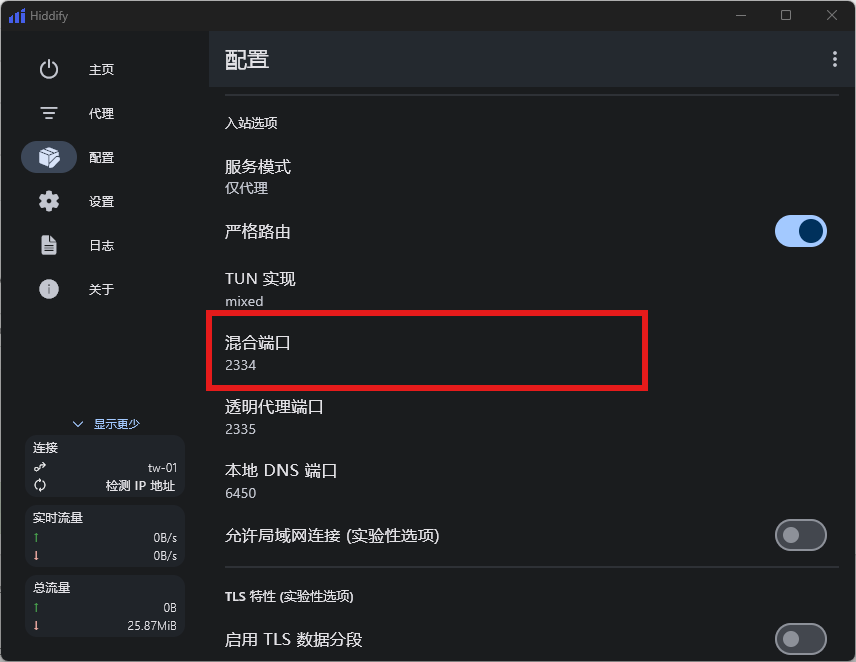 Hiddify
主页
代理
配置
设置
日志
关于
显示更少
连接
tw-01
检测 IP 地址
实时流量
↑ 0B/s
↓ 0B/s
总流量
↑ 0B
↓ 25.87MiB
配置
入站选项
服务模式
仅代理
严格路由
TUN 实现
mixed
混合端口
2334
透明代理端口
2335
本地 DNS 端口
6450
允许局域网连接 (实验性选项)
TLS 特性 (实验性选项)
启用 TLS 数据分段